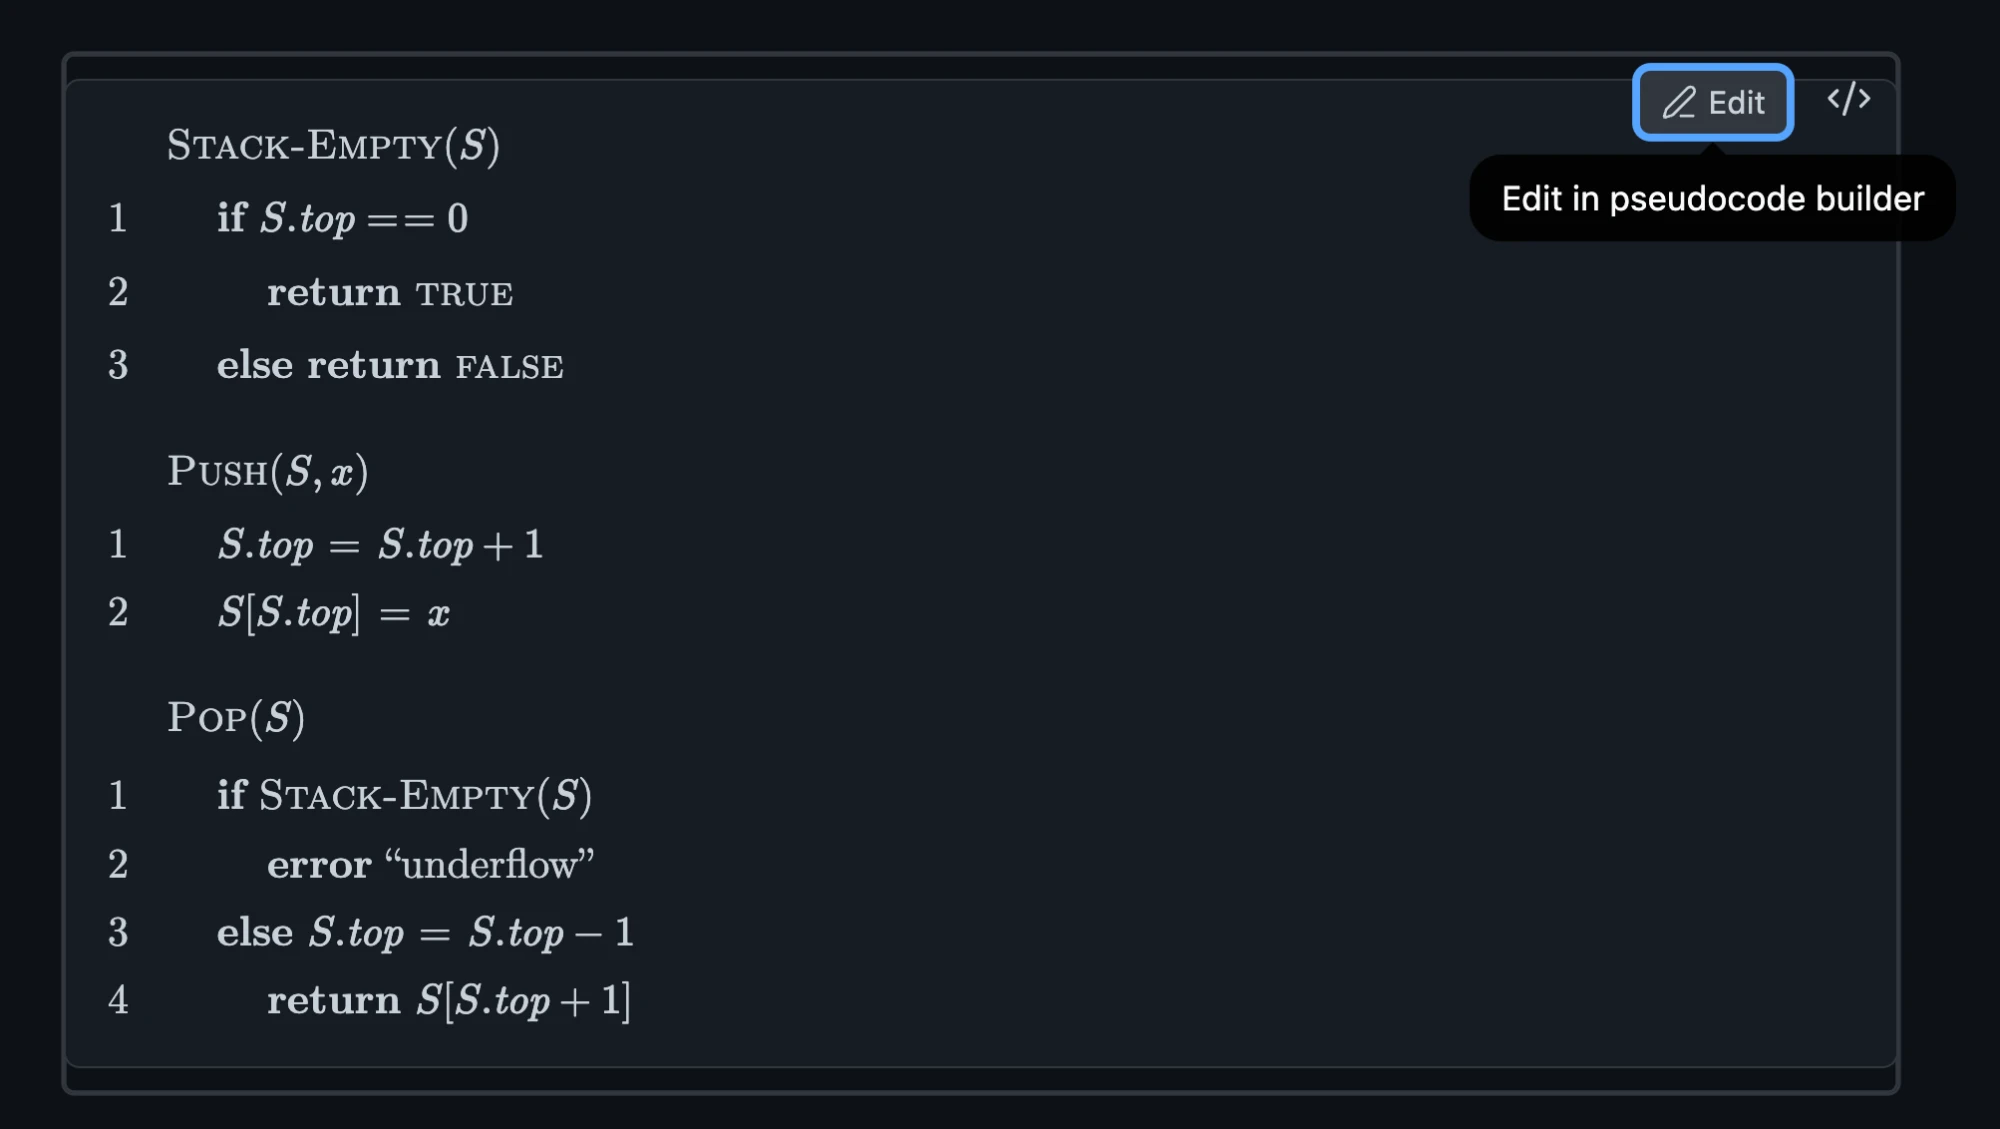 Edit
</>
Edit in pseudocode builder
STACK-EMPTY(S)
1 if S.top == 0
2 return TRUE
3 else return FALSE
PUSH(S, x)
1 S.top = S.top + 1
2 S[S.top] = x
POP(S)
1 if STACK-EMPTY(S)
2 error “underflow”
3 else S.top = S.top − 1
4 return S[S.top + 1]